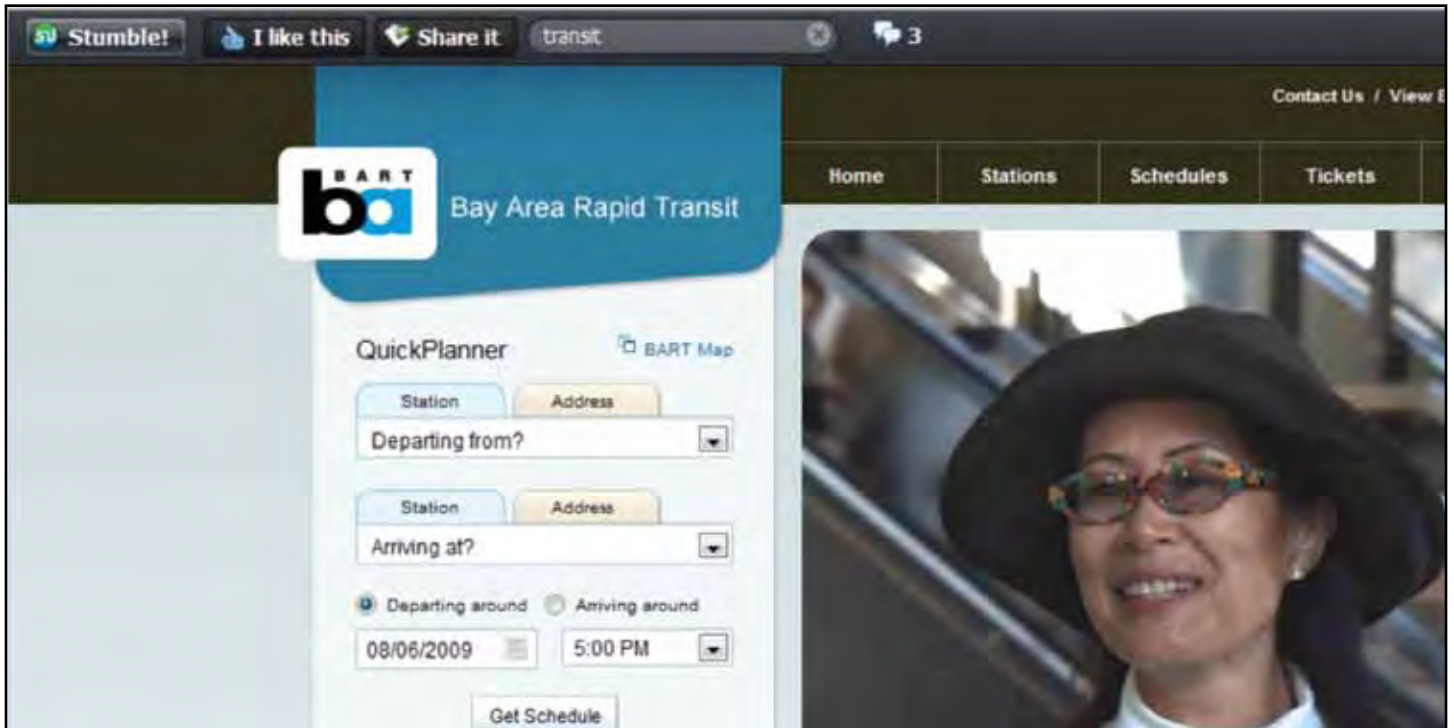 su Stumble! I like this Share it transit 3
Contact Us / View
Home Stations Schedules Tickets
BART
ba Bay Area Rapid Transit
QuickPlanner BART Map
Station Address
Departing from?
Station Address
Arriving at?
Departing around Arriving around
08/06/2009 5:00 PM
Get Schedule